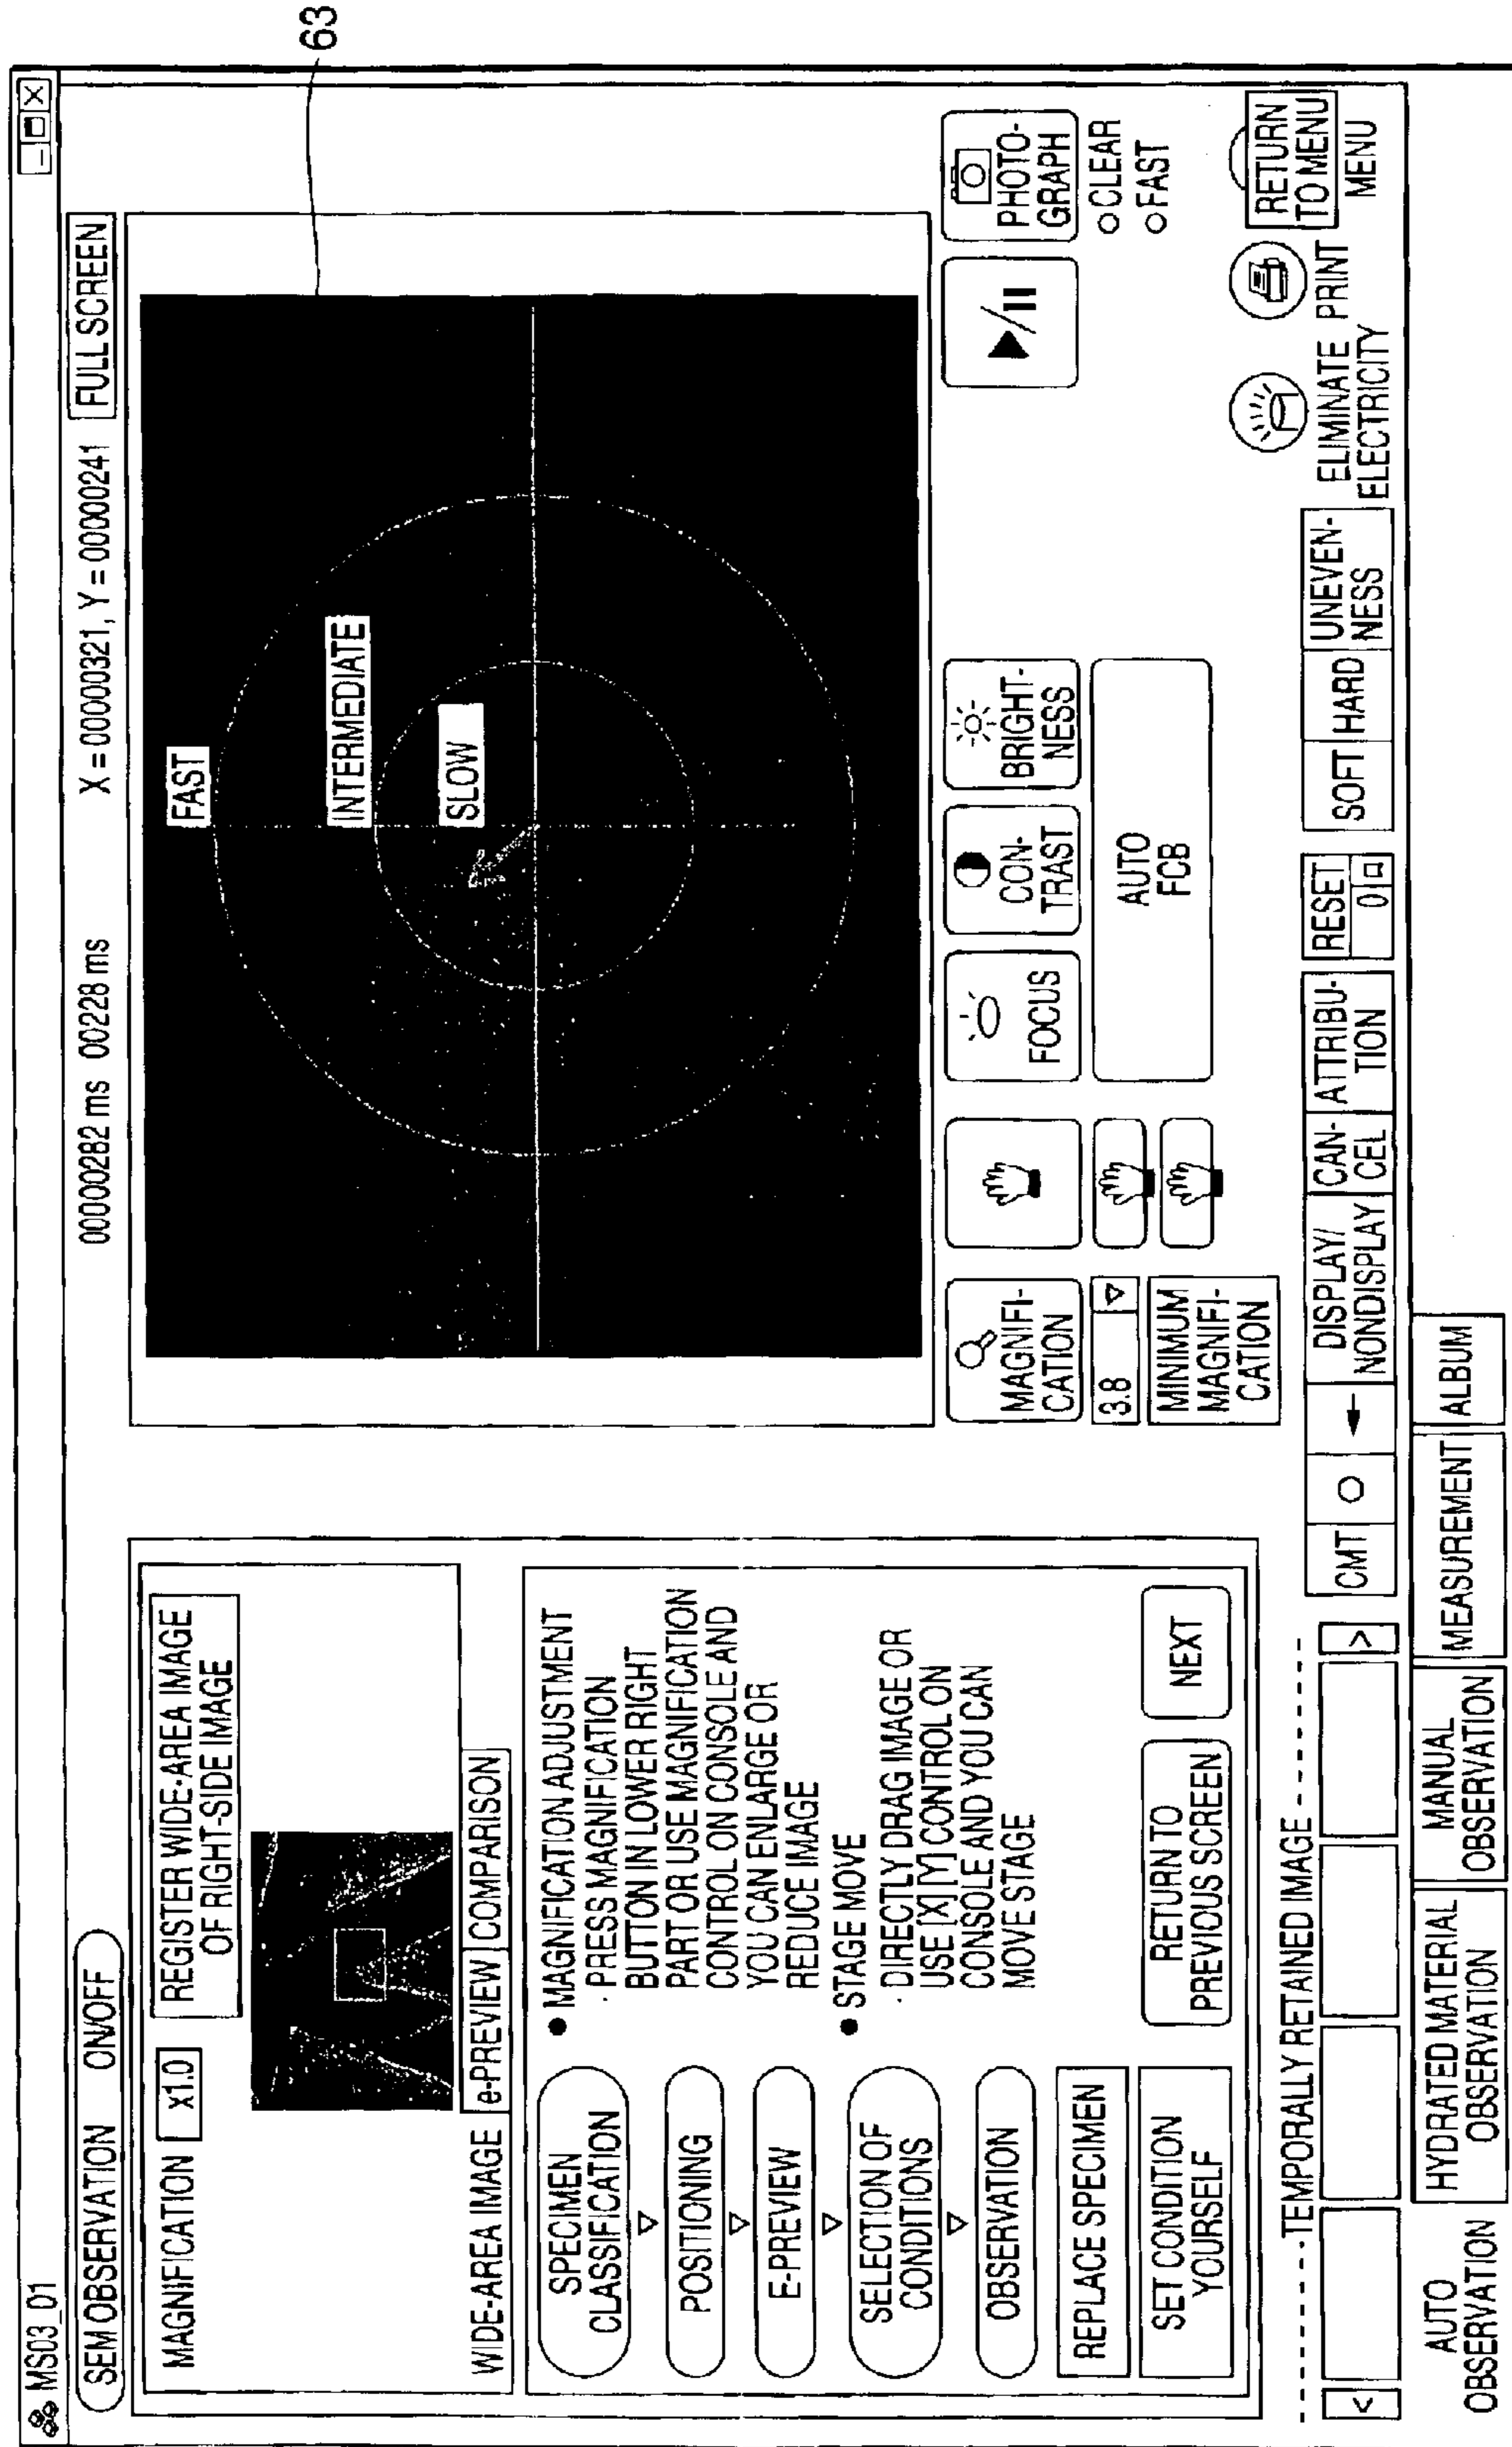 MS03_01
SEM OBSERVATION ON/OFF
MAGNIFICATION x1.0
REGISTER WIDE-AREA IMAGE
OF RIGHT-SIDE IMAGE
WIDE-AREA IMAGE e-PREVIEW COMPARISON
SPECIMEN
CLASSIFICATION
POSITIONING
E-PREVIEW
SELECTION OF
CONDITIONS
OBSERVATION
REPLACE SPECIMEN
SET CONDITION
YOURSELF
● MAGNIFICATION ADJUSTMENT
· PRESS MAGNIFICATION
BUTTON IN LOWER RIGHT
PART OR USE MAGNIFICATION
CONTROL ON CONSOLE AND
YOU CAN ENLARGE OR
REDUCE IMAGE
● STAGE MOVE
· DIRECTLY DRAG IMAGE OR
USE [X] [Y] CONTROL ON
CONSOLE AND YOU CAN
MOVE STAGE
RETURN TO
PREVIOUS SCREEN
NEXT
00000282 ms 00228 ms X = 00000321, Y = 00000241 FULL SCREEN
63
FAST
INTERMEDIATE
SLOW
MAGNIFI-
CATION
3.8
MINIMUM
MAGNIFI-
CATION
FOCUS
CON-
TRAST
BRIGHT-
NESS
AUTO
FCB
▶/II
PHOTO-
GRAPH
○ CLEAR
○ FAST
TEMPORALLY RETAINED IMAGE
< >
CMT ○ ←
DISPLAY/
NONDISPLAY
CAN-
CEL
ATTRIBU-
TION
RESET
0
SOFT HARD
UNEVEN-
NESS
ELIMINATE
ELECTRICITY
PRINT
RETURN
TO MENU
MENU
AUTO
OBSERVATION
HYDRATED MATERIAL
OBSERVATION
MANUAL
OBSERVATION
MEASUREMENT
ALBUM